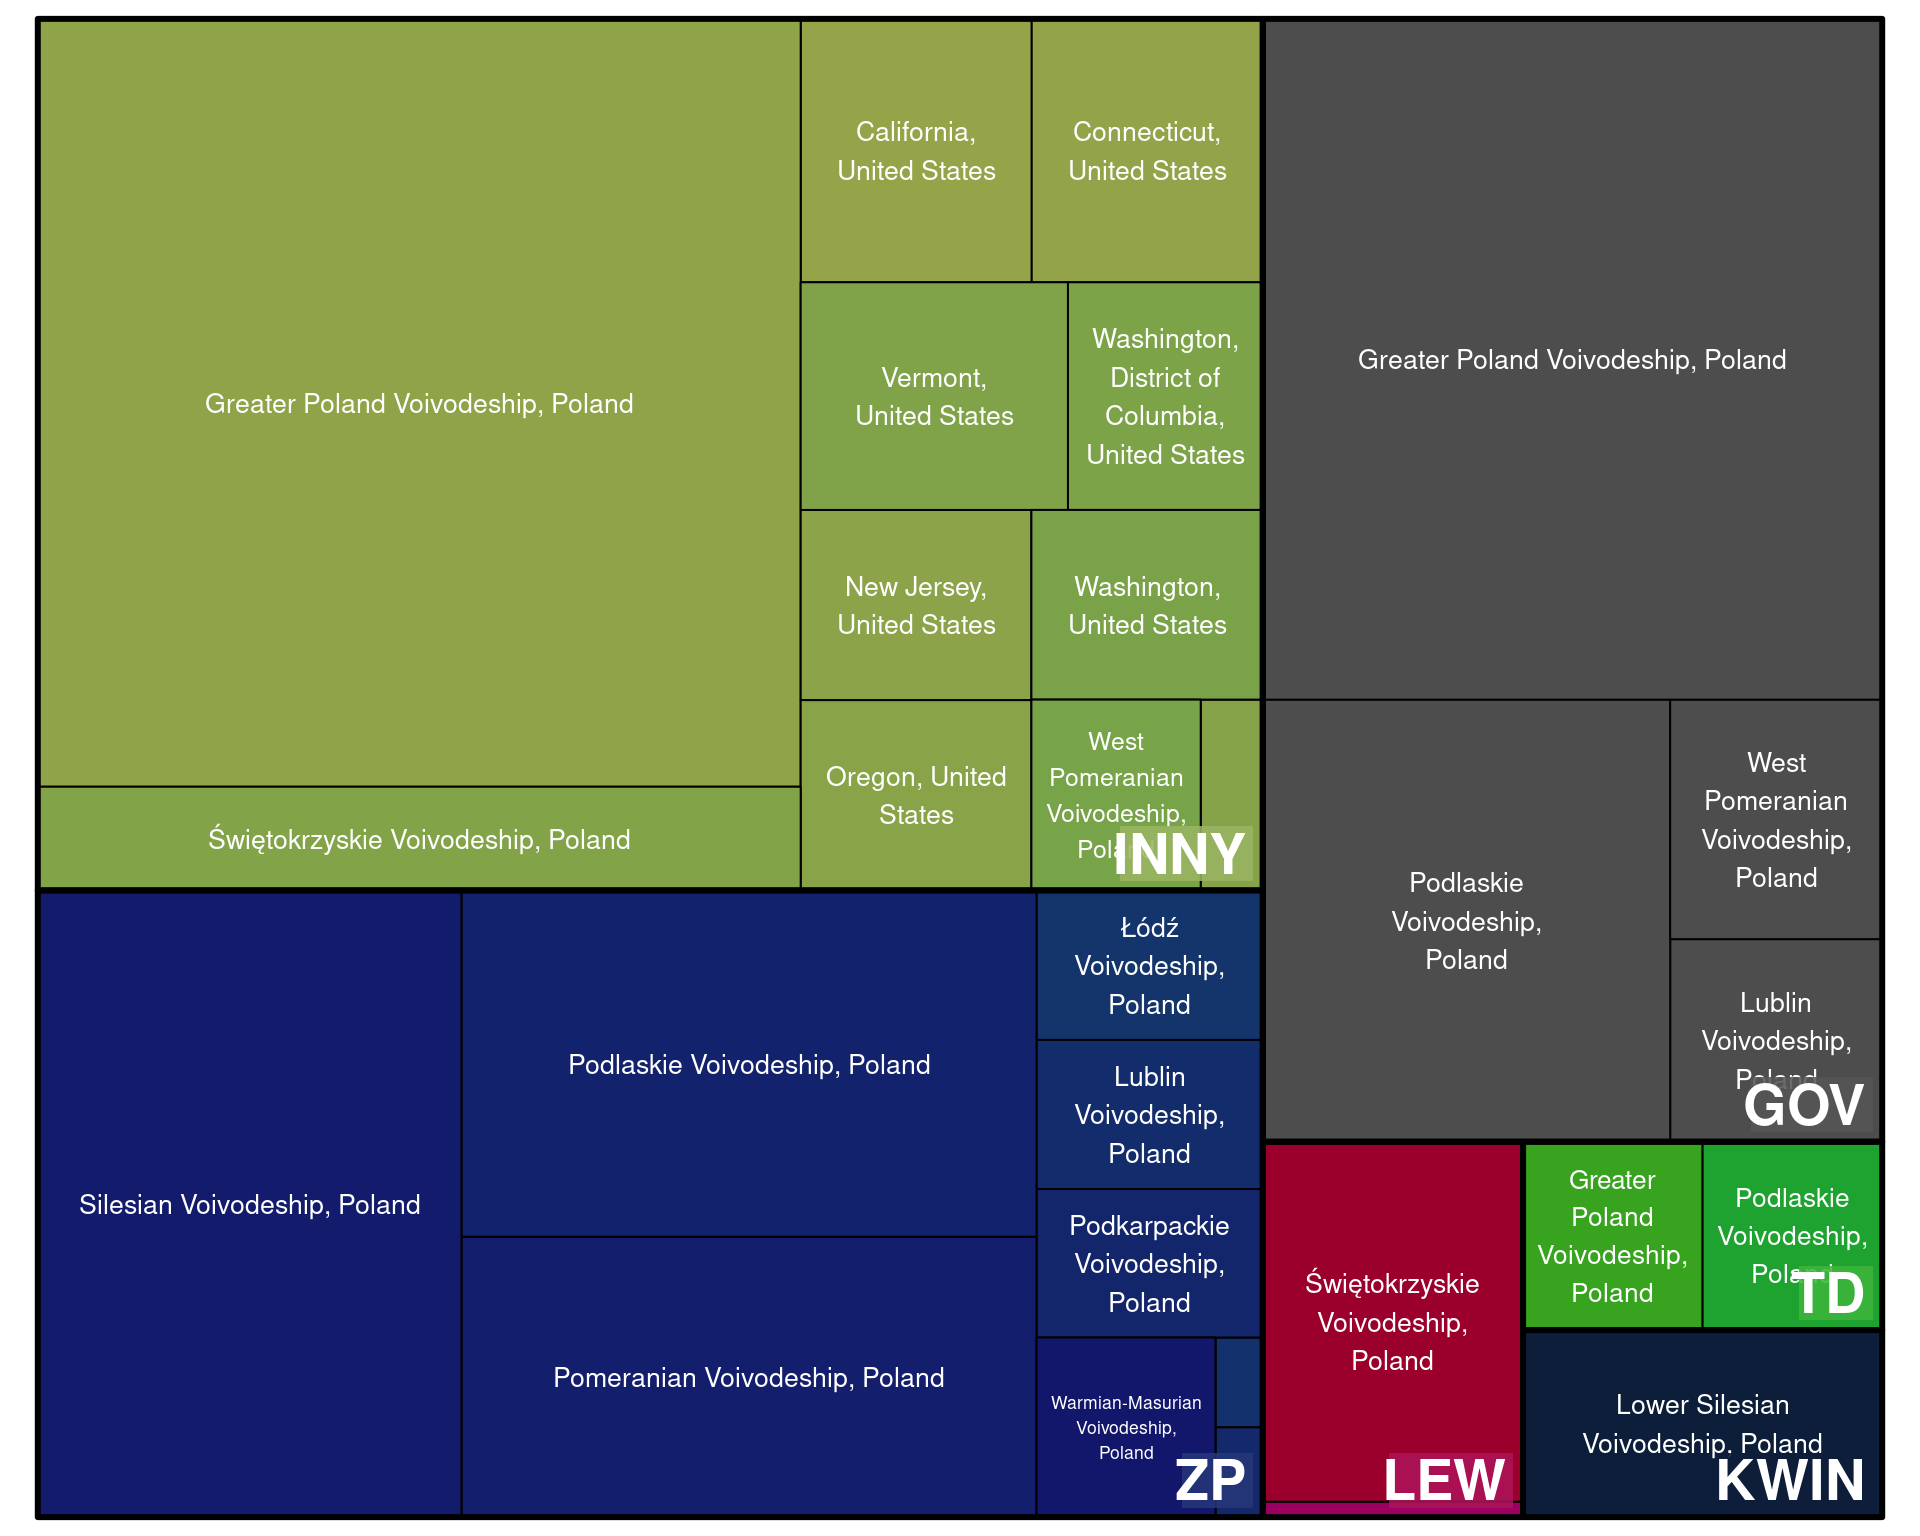 Greater Poland Voivodeship, Poland
Świętokrzyskie Voivodeship, Poland
California,
United States
Connecticut,
United States
Vermont,
United States
Washington,
District of
Columbia,
United States
New Jersey,
United States
Washington,
United States
Oregon, United
States
West
Pomeranian
Voivodeship,
Poland
INNY
Silesian Voivodeship, Poland
Podlaskie Voivodeship, Poland
Pomeranian Voivodeship, Poland
Łódź
Voivodeship,
Poland
Lublin
Voivodeship,
Poland
Podkarpackie
Voivodeship,
Poland
Warmian-Masurian
Voivodeship,
Poland
ZP
Greater Poland Voivodeship, Poland
Podlaskie
Voivodeship,
Poland
West
Pomeranian
Voivodeship,
Poland
Lublin
Voivodeship,
Poland
GOV
Świętokrzyskie
Voivodeship,
Poland
LEW
Greater
Poland
Voivodeship,
Poland
Podlaskie
Voivodeship,
Poland
TD
Lower Silesian
Voivodeship, Poland
KWIN